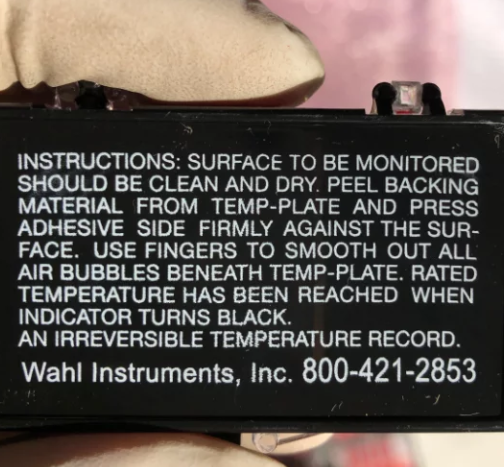 INSTRUCTIONS: SURFACE TO BE MONITORED
SHOULD BE CLEAN AND DRY. PEEL BACKING
MATERIAL FROM TEMP-PLATE AND PRESS
ADHESIVE SIDE FIRMLY AGAINST THE SUR-
FACE. USE FINGERS TO SMOOTH OUT ALL
AIR BUBBLES BENEATH TEMP-PLATE. RATED
TEMPERATURE HAS BEEN REACHED WHEN
INDICATOR TURNS BLACK.
AN IRREVERSIBLE TEMPERATURE RECORD.
Wahl Instruments, Inc. 800-421-2853